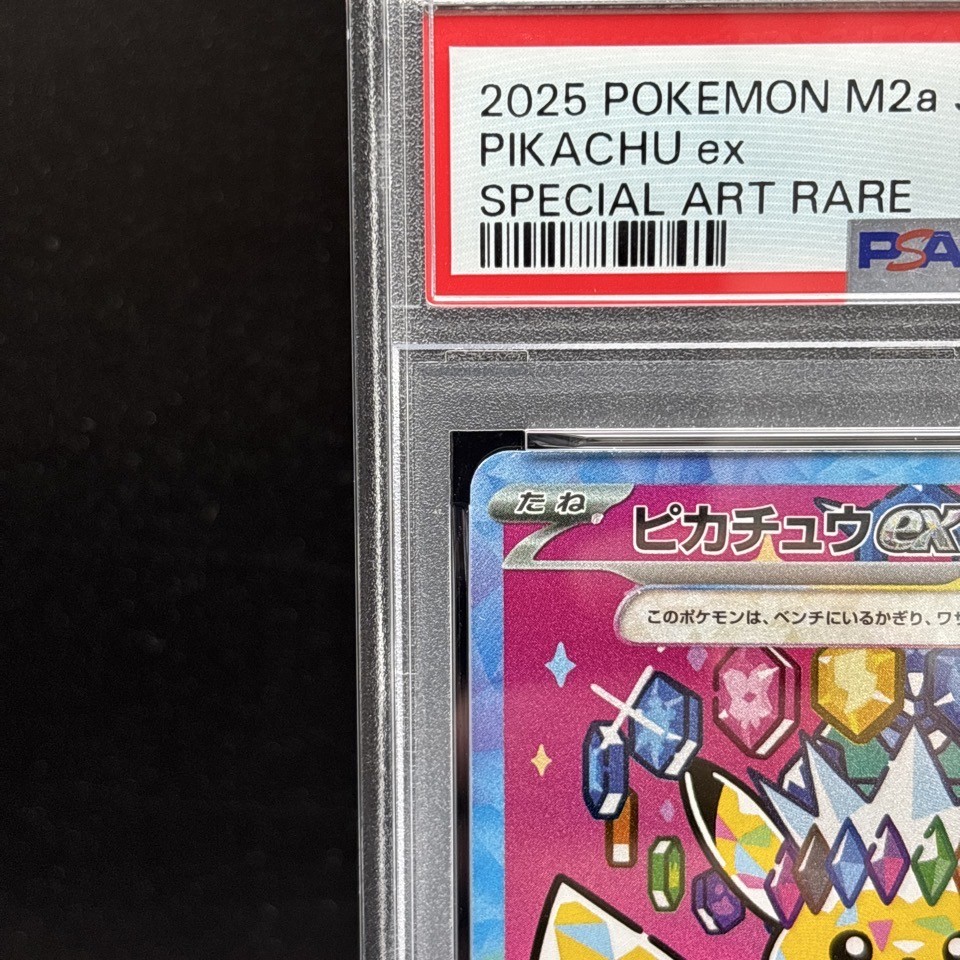 2025 POKEMON M2a
PIKACHU ex
SPECIAL ART RARE
PSA
たね
ピカチュウex
このポケモンは、ベンチにいるかぎり、ワザ